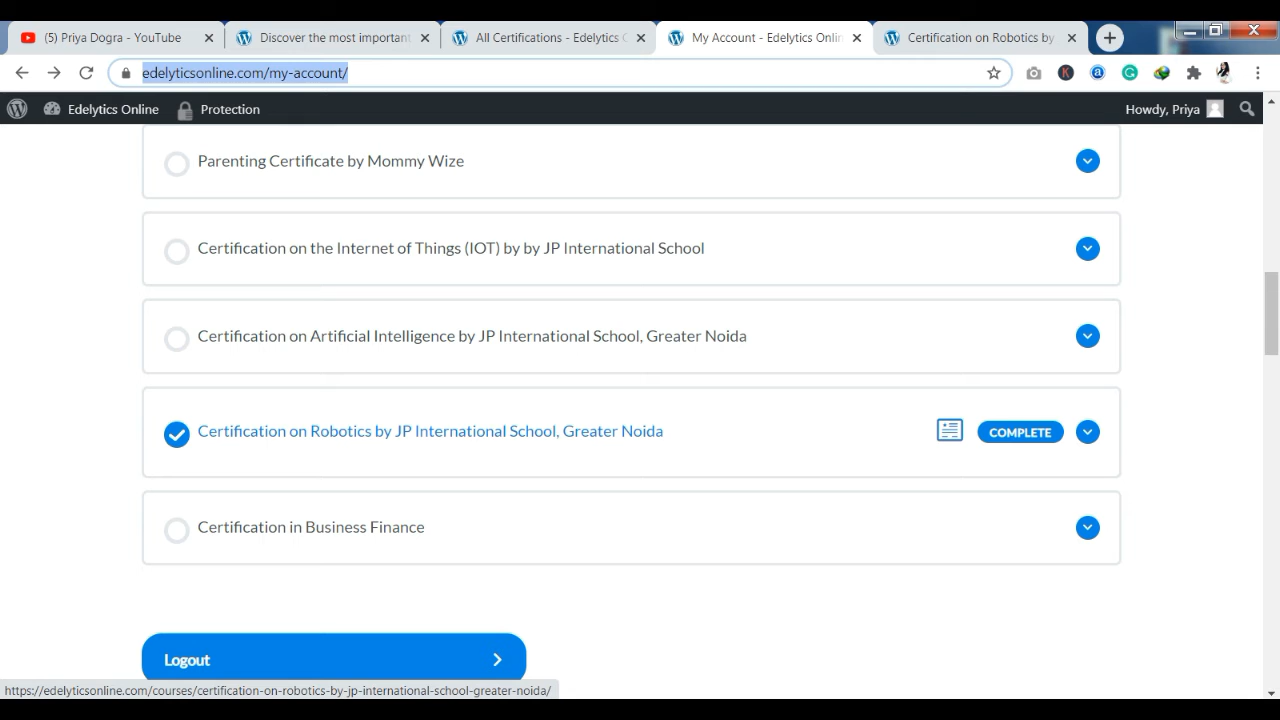 (5) Priya Dogra - YouTube
Discover the most important
All Certifications - Edelytics O
My Account - Edelytics Onlin
Certification on Robotics by
edelyticsonline.com/my-account/
Edelytics Online
Protection
Howdy, Priya
Parenting Certificate by Mommy Wize
Certification on the Internet of Things (IOT) by by JP International School
Certification on Artificial Intelligence by JP International School, Greater Noida
Certification on Robotics by JP International School, Greater Noida
COMPLETE
Certification in Business Finance
Logout
https://edelyticsonline.com/courses/certification-on-robotics-by-jp-international-school-greater-noida/